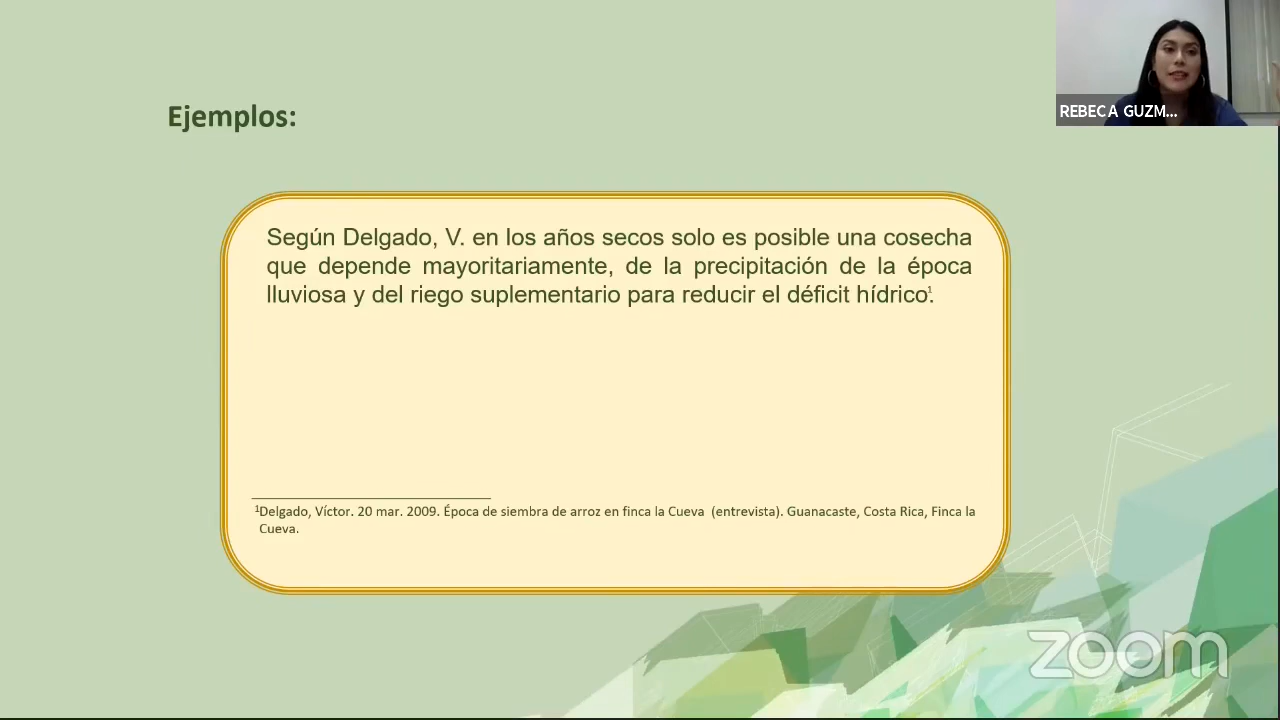 REBECA GUZM...
Ejemplos:
Según Delgado, V. en los años secos solo es posible una cosecha
que depende mayoritariamente, de la precipitación de la época
lluviosa y del riego suplementario para reducir el déficit hídrico¹.
¹Delgado, Víctor. 20 mar. 2009. Época de siembra de arroz en finca la Cueva (entrevista). Guanacaste, Costa Rica, Finca la
Cueva.
zoom